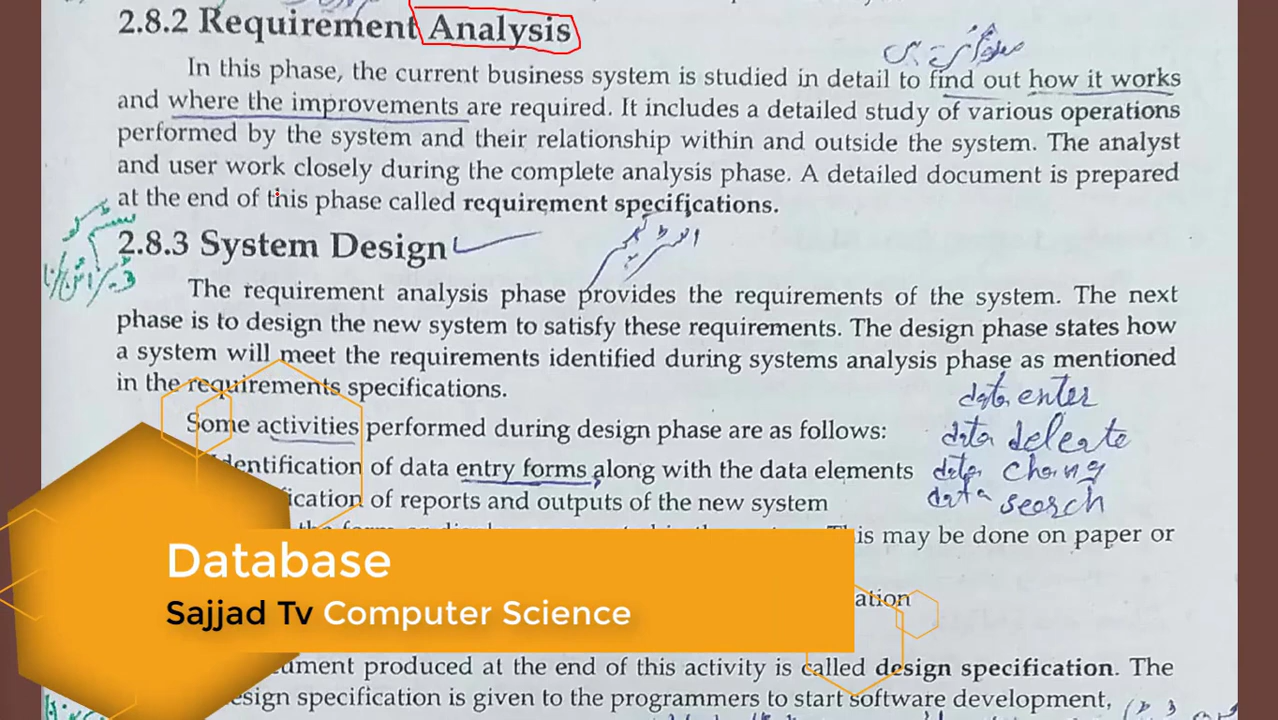 2.8.2 Requirement Analysis
In this phase, the current business system is studied in detail to find out how it works
and where the improvements are required. It includes a detailed study of various operations
performed by the system and their relationship within and outside the system. The analyst
and user work closely during the complete analysis phase. A detailed document is prepared
at the end of this phase called requirement specifications.
2.8.3 System Design
The requirement analysis phase provides the requirements of the system. The next
phase is to design the new system to satisfy these requirements. The design phase states how
a system will meet the requirements identified during systems analysis phase as mentioned
in the requirements specifications.
data enter
Some activities performed during design phase are as follows:
data deleate
dentification of data entry forms along with the data elements
data chang
ication of reports and outputs of the new system
data search
is may be done on paper or
Database
ation
Sajjad Tv Computer Science
ument produced at the end of this activity is called design specification. The
esign specification is given to the programmers to start software development,